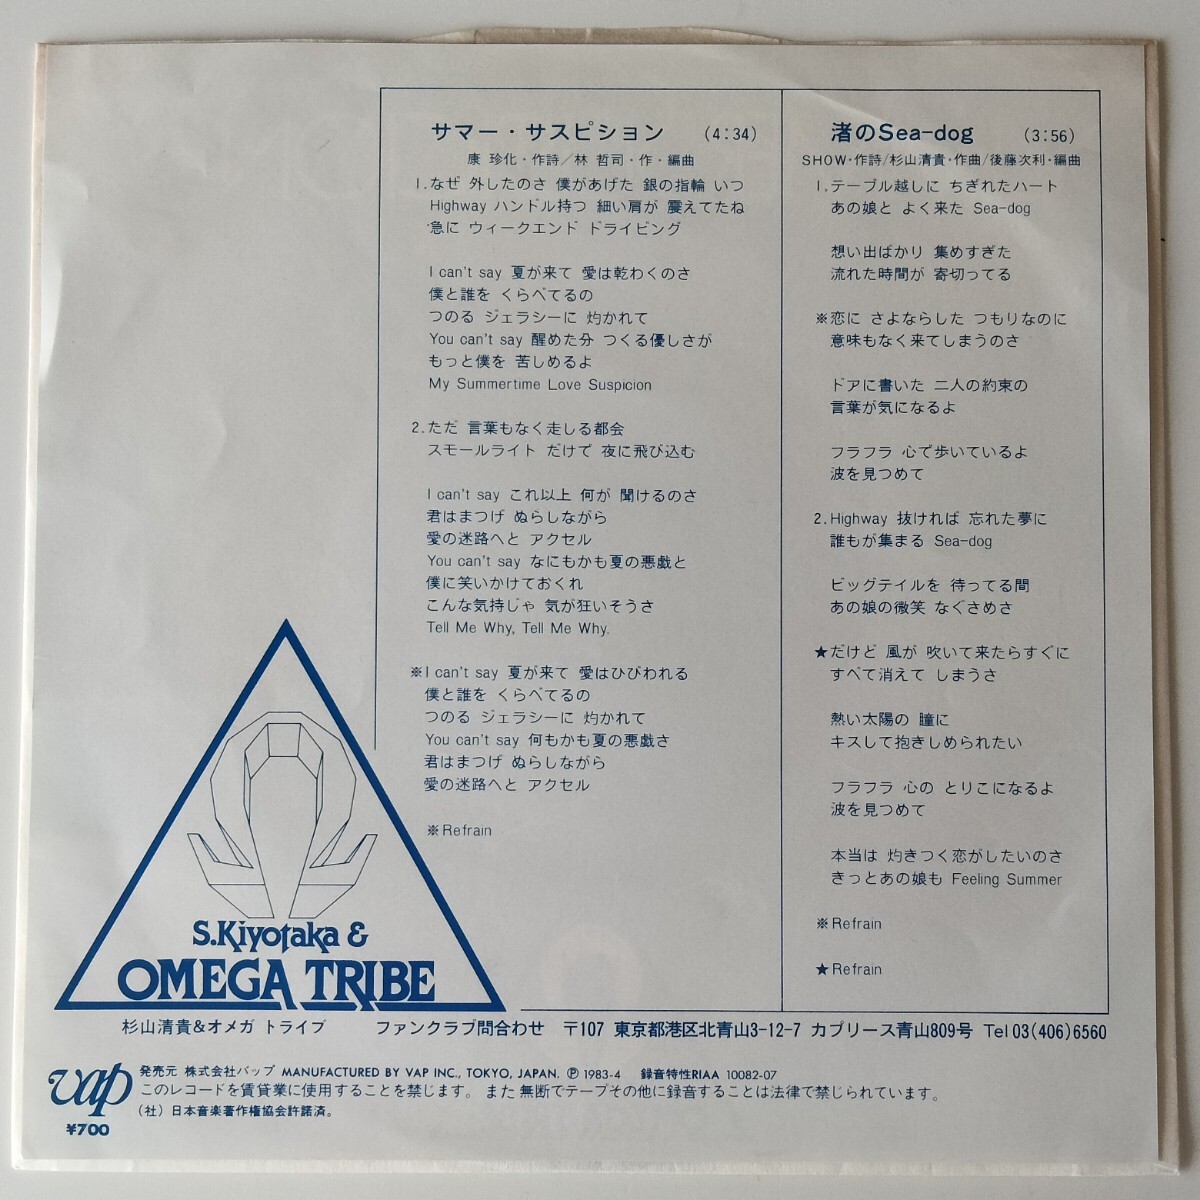 サマー・サスピション (4:34)
康 珍化・作詩/林 哲司・作・編曲
1.なぜ 外したのさ 僕があげた 銀の指輪 いつ
Highway ハンドル持つ 細い肩が 震えてたね
急に ウィークエンド ドライビング
I can't say 夏が来て 愛は乾わくのさ
僕と誰を くらべてるの
つのる ジェラシーに 灼かれて
You can't say 醒めた分 つくる優しさが
もっと僕を 苦しめるよ
My Summertime Love Suspicion
2.ただ 言葉もなく走しる都会
スモールライト だけで 夜に飛び込む
I can't say これ以上 何が 聞けるのさ
君はまつげ ぬらしながら
愛の迷路へと アクセル
You can't say なにもかも夏の悪戯と
僕に笑いかけておくれ
こんな気持じゃ 気が狂いそうさ
Tell Me Why, Tell Me Why.
※I can't say 夏が来て 愛はひびわれる
僕と誰を くらべてるの
つのる ジェラシーに 灼かれて
You can't say 何もかも夏の悪戯さ
君はまつげ ぬらしながら
愛の迷路へと アクセル
※Refrain
渚のSea-dog (3:56)
SHOW・作詩/杉山清貴・作曲/後藤次利・編曲
1.テーブル越しに ちぎれたハート
あの娘と よく来た Sea-dog
想い出ばかり 集めすぎた
流れた時間が 寄切ってる
※恋に さよならした つもりなのに
意味もなく来てしまうのさ
ドアに書いた 二人の約束の
言葉が気になるよ
フラフラ 心で歩いているよ
波を見つめて
2.Highway 抜ければ 忘れた夢に
誰もが集まる Sea-dog
ビッグテイルを 待ってる間
あの娘の微笑 なぐさめさ
★だけど 風が 吹いて来たらすぐに
すべて消えて しまうさ
熱い太陽の 瞳に
キスして抱きしめられたい
フラフラ 心の とりこになるよ
波を見つめて
本当は 灼きつく恋がしたいのさ
きっとあの娘も Feeling Summer
※Refrain
★Refrain
S.Kiyotaka &
OMEGA TRIBE
杉山清貴&オメガ トライブ ファンクラブ問合わせ 〒107 東京都港区北青山3-12-7 カプリース青山809号 Tel 03(406)6560
vap
¥700
発売元 株式会社バップ MANUFACTURED BY VAP INC., TOKYO, JAPAN. Ⓟ 1983-4 録音特性RIAA 10082-07
このレコードを賃貸業に使用することを禁じます。また無断でテープその他に録音することは法律で禁じられています。
(社)日本音楽著作権協会許諾済。